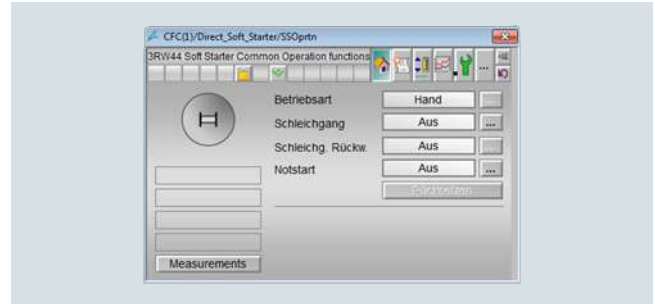 CFC(1)/Direct_Soft_Starter/SSOprtn
3RW44 Soft Starter Common Operation functions
...
Betriebsart Hand ...
Schleichgang Aus ...
Schleichg. Rückw. Aus ...
Notstart Aus ...
Rücksetzen
Measurements